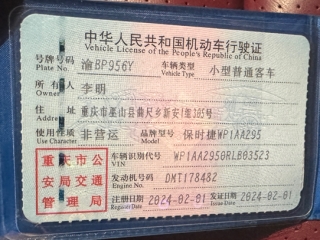 中华人民共和国机动车行驶证
Vehicle License of the People's Republic of China
号牌号码 渝BP956Y 车辆类型 小型普通客车
Plate No. Vehicle Type
所有人 李明
Owner
住址 重庆市巫山县曲尺乡新安1组305号
Address
使用性质 非营运 品牌型号 保时捷WP1AA295
Use Character Model
重庆市公安局交通管理局
车辆识别代号 WP1AA2950RLB03523
VIN
发动机号码 DMT178482
Engine No.
注册日期 2024-02-01 发证日期 2024-02-01
Register Date Issue Date